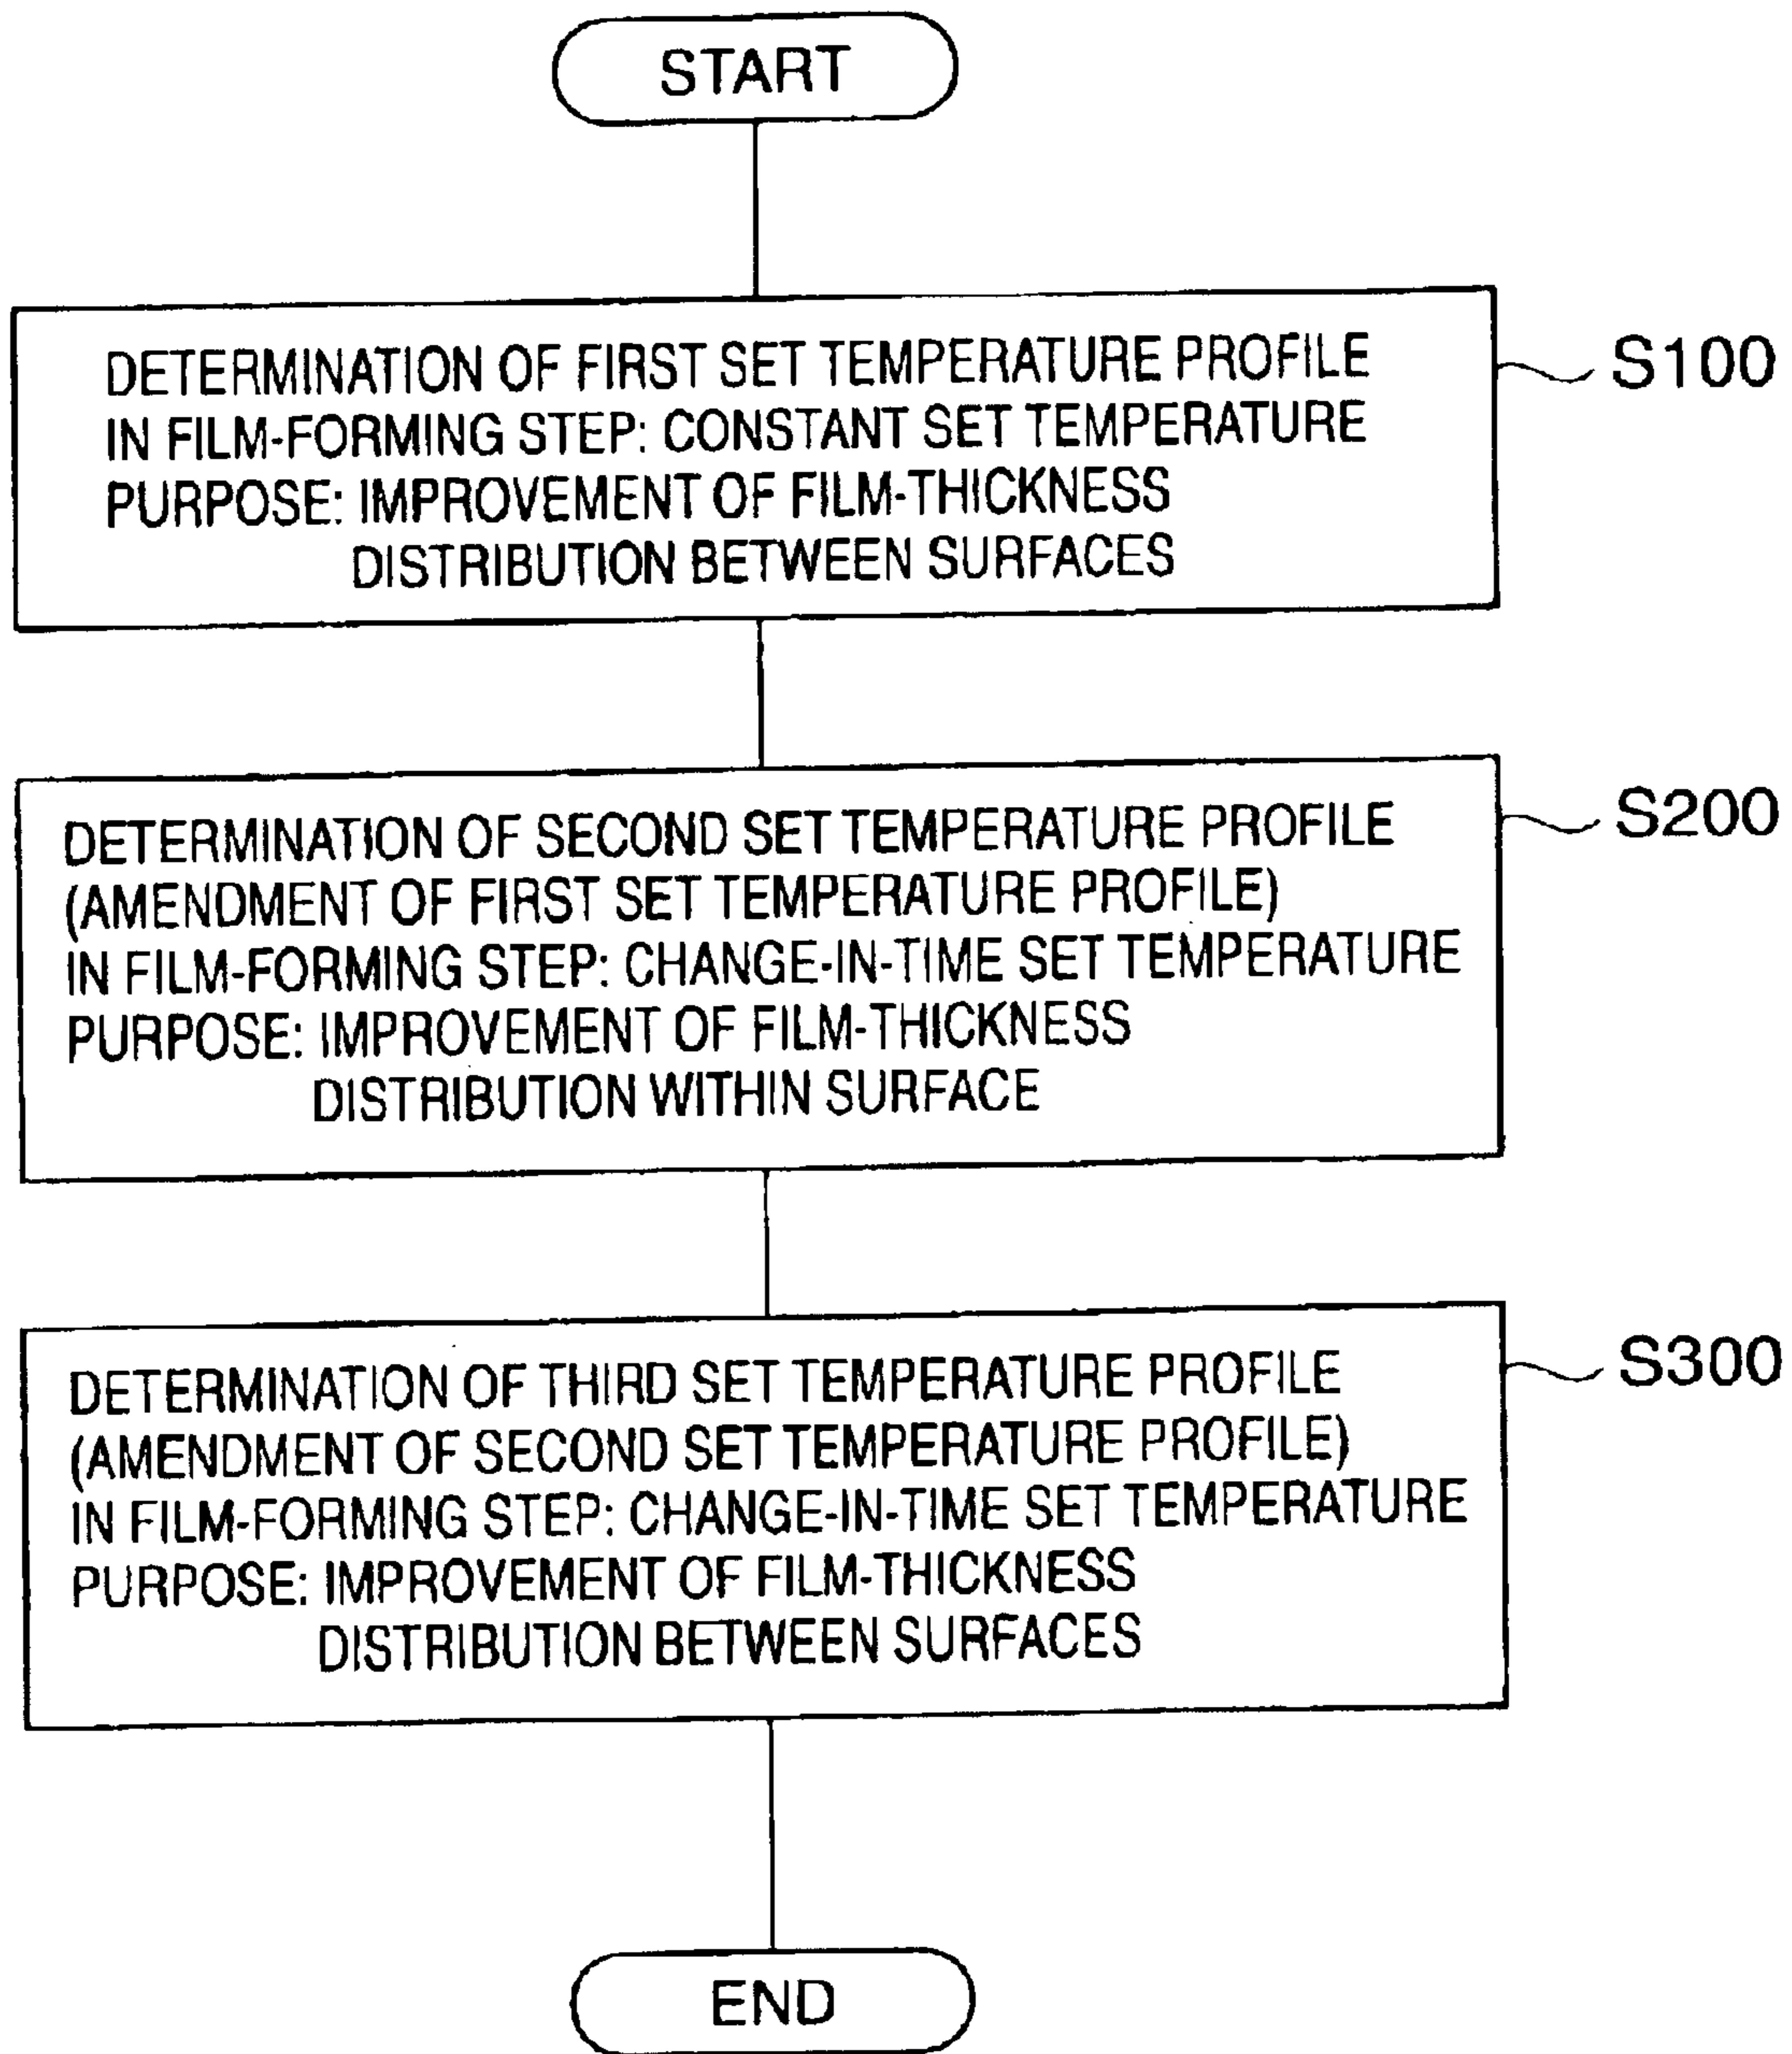 START
DETERMINATION OF FIRST SET TEMPERATURE PROFILE
IN FILM-FORMING STEP: CONSTANT SET TEMPERATURE
PURPOSE: IMPROVEMENT OF FILM-THICKNESS
DISTRIBUTION BETWEEN SURFACES
S100
DETERMINATION OF SECOND SET TEMPERATURE PROFILE
(AMENDMENT OF FIRST SET TEMPERATURE PROFILE)
IN FILM-FORMING STEP: CHANGE-IN-TIME SET TEMPERATURE
PURPOSE: IMPROVEMENT OF FILM-THICKNESS
DISTRIBUTION WITHIN SURFACE
S200
DETERMINATION OF THIRD SET TEMPERATURE PROFILE
(AMENDMENT OF SECOND SET TEMPERATURE PROFILE)
IN FILM-FORMING STEP: CHANGE-IN-TIME SET TEMPERATURE
PURPOSE: IMPROVEMENT OF FILM-THICKNESS
DISTRIBUTION BETWEEN SURFACES
S300
END